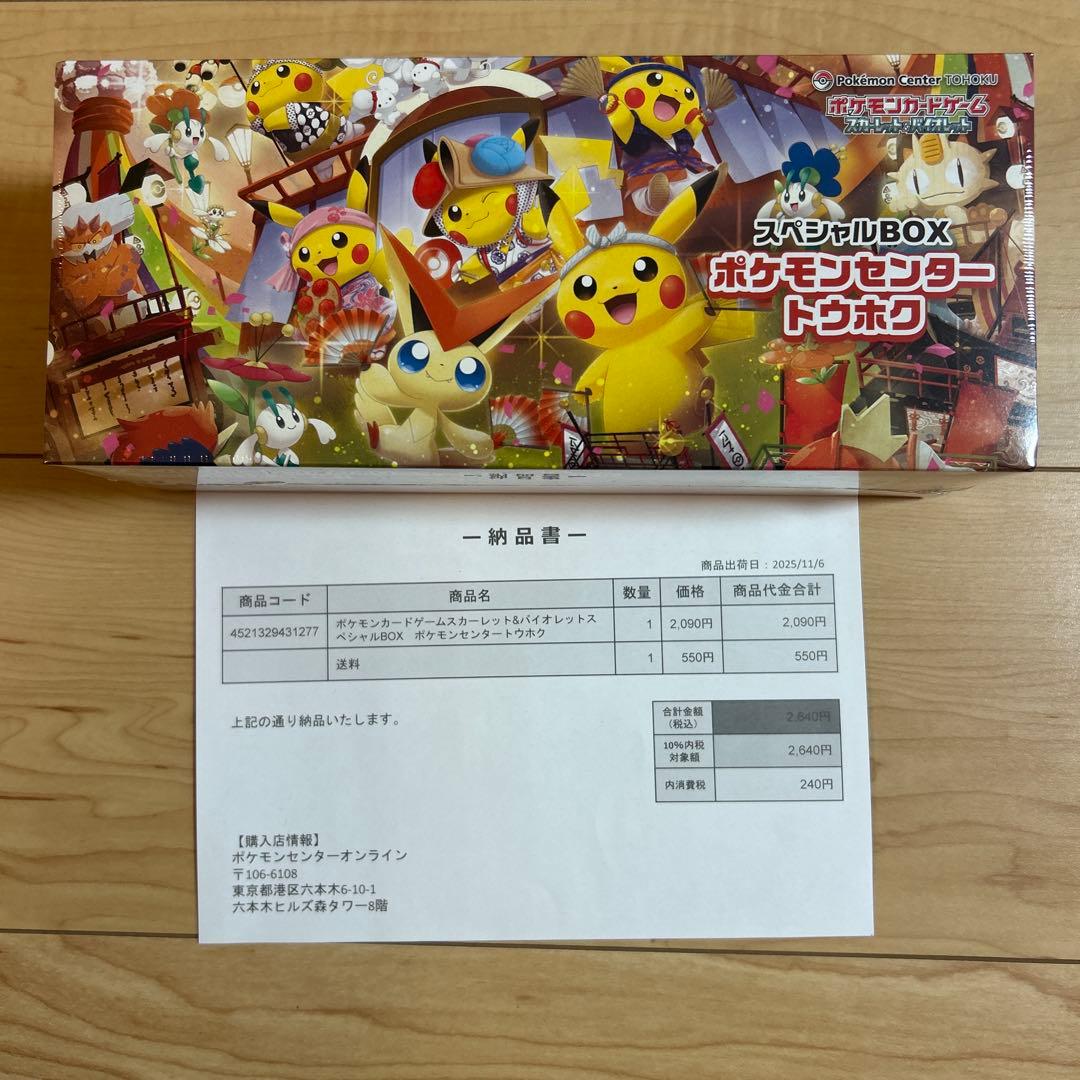 Pokémon Center TOHOKU
ポケモンカードゲーム
スカーレット&バイオレット
スペシャルBOX
ポケモンセンター
トウホク
ー納品書ー
商品出荷日：2025/11/6
商品コード 商品名 数量 価格 商品代金合計
4521329431277 ポケモンカードゲームスカーレット&バイオレットス 1 2,090円 2,090円
ペシャルBOX ポケモンセンタートウホク
送料 1 550円 550円
上記の通り納品いたします。
合計金額 2,640円
（税込）
10%内税 2,640円
対象額
内消費税 240円
【購入店情報】
ポケモンセンターオンライン
〒106-6108
東京都港区六本木6-10-1
六本木ヒルズ森タワー8階